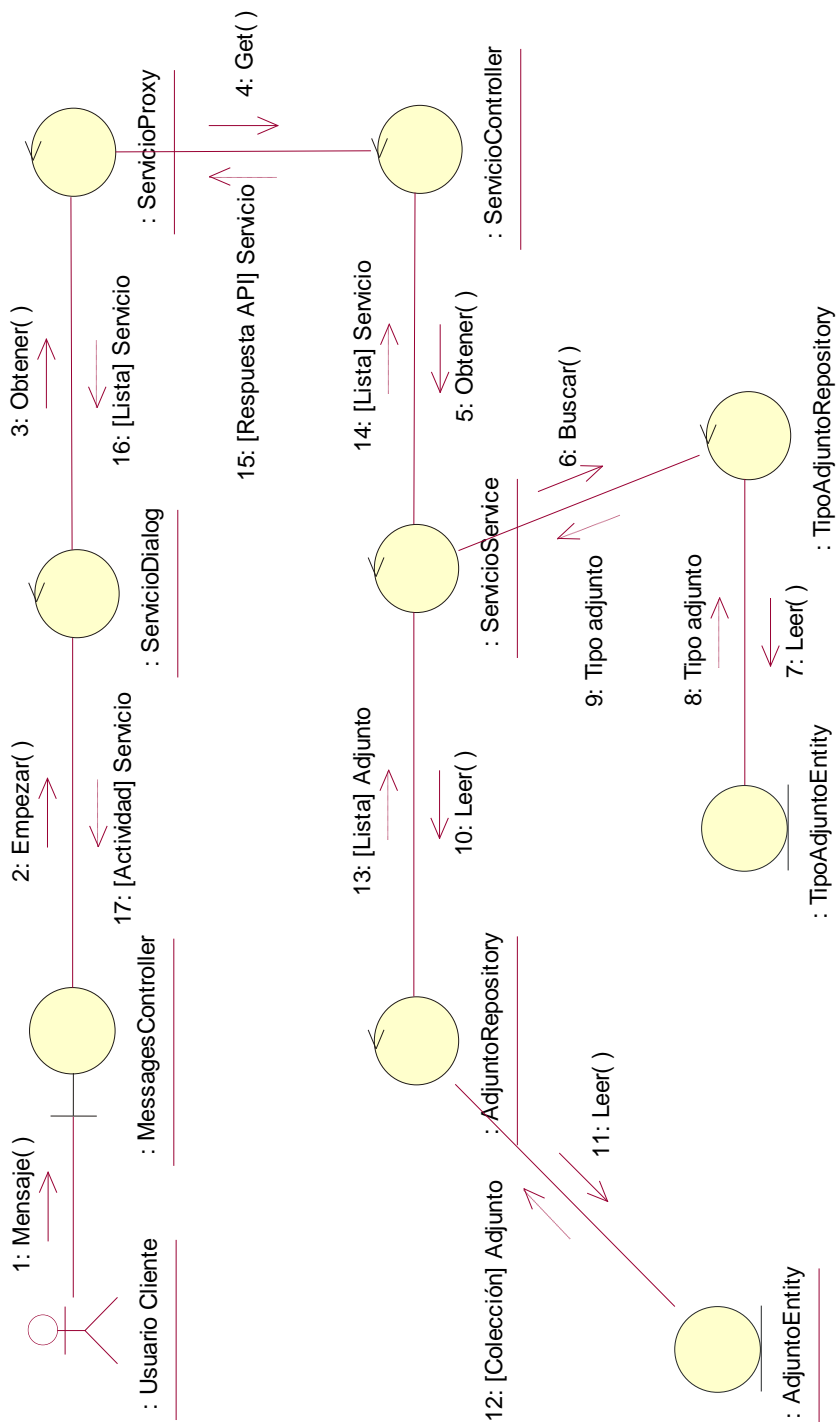 1: Mensaje( )
2: Empezar( )
3: Obtener( )
17: [Actividad] Servicio
16: [Lista] Servicio
: Usuario Cliente
: MessagesController
: ServicioDialog
: ServicioProxy
15: [Respuesta API] Servicio
4: Get( )
13: [Lista] Adjunto
14: [Lista] Servicio
10: Leer( )
5: Obtener( )
: AdjuntoRepository
: ServicioService
: ServicioController
12: [Colección] Adjunto
11: Leer( )
9: Tipo adjunto
6: Buscar( )
8: Tipo adjunto
7: Leer( )
: AdjuntoEntity
: TipoAdjuntoEntity
: TipoAdjuntoRepository